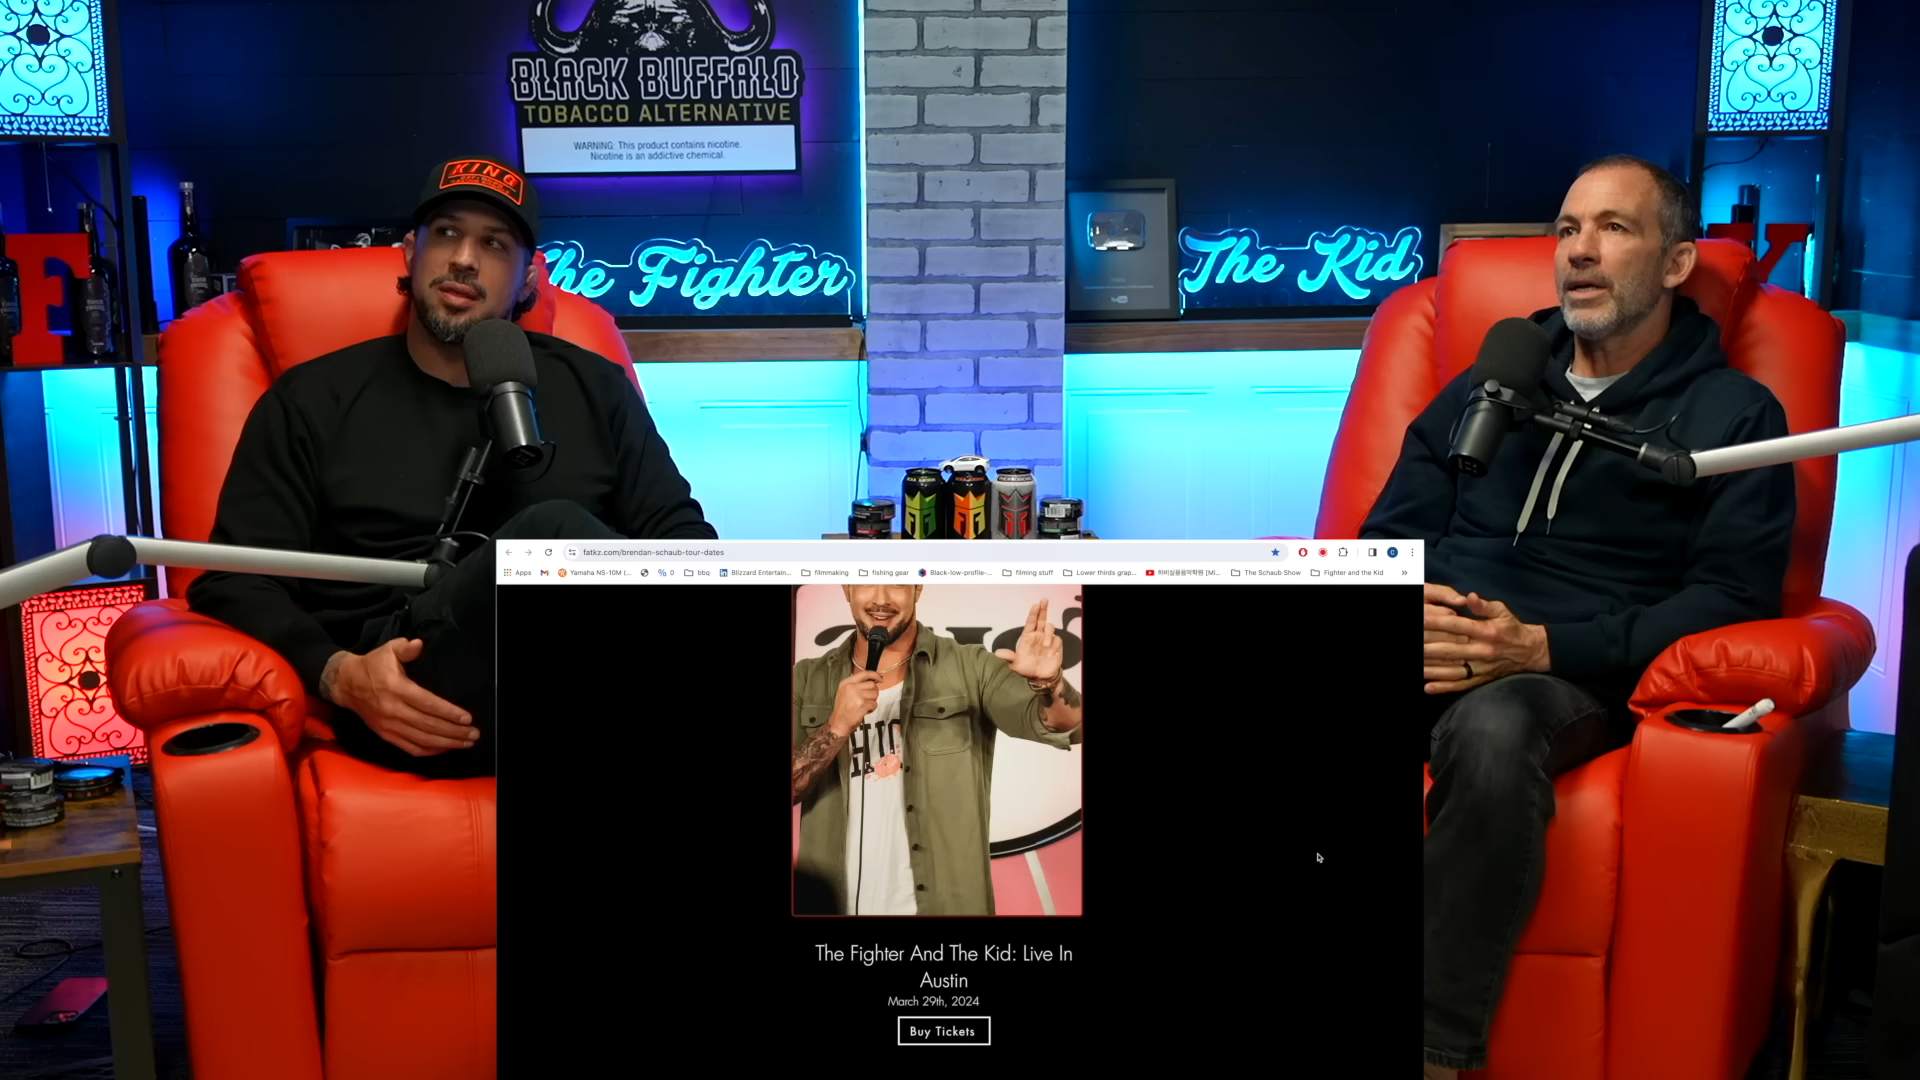 BLACK BUFFALO
TOBACCO ALTERNATIVE
WARNING: This product contains nicotine.
Nicotine is an addictive chemical.
KING
The Fighter
The Kid
F
K
fatkz.com/brendan-schaub-tour-dates
Apps
Yamaha NS-10M (...
0
bbq
Blizzard Entertain...
filmmaking
fishing gear
Black-low-profile-...
filming stuff
Lower thirds grap...
The Schaub Show
Fighter and the Kid
The Fighter And The Kid: Live In
Austin
March 29th, 2024
Buy Tickets